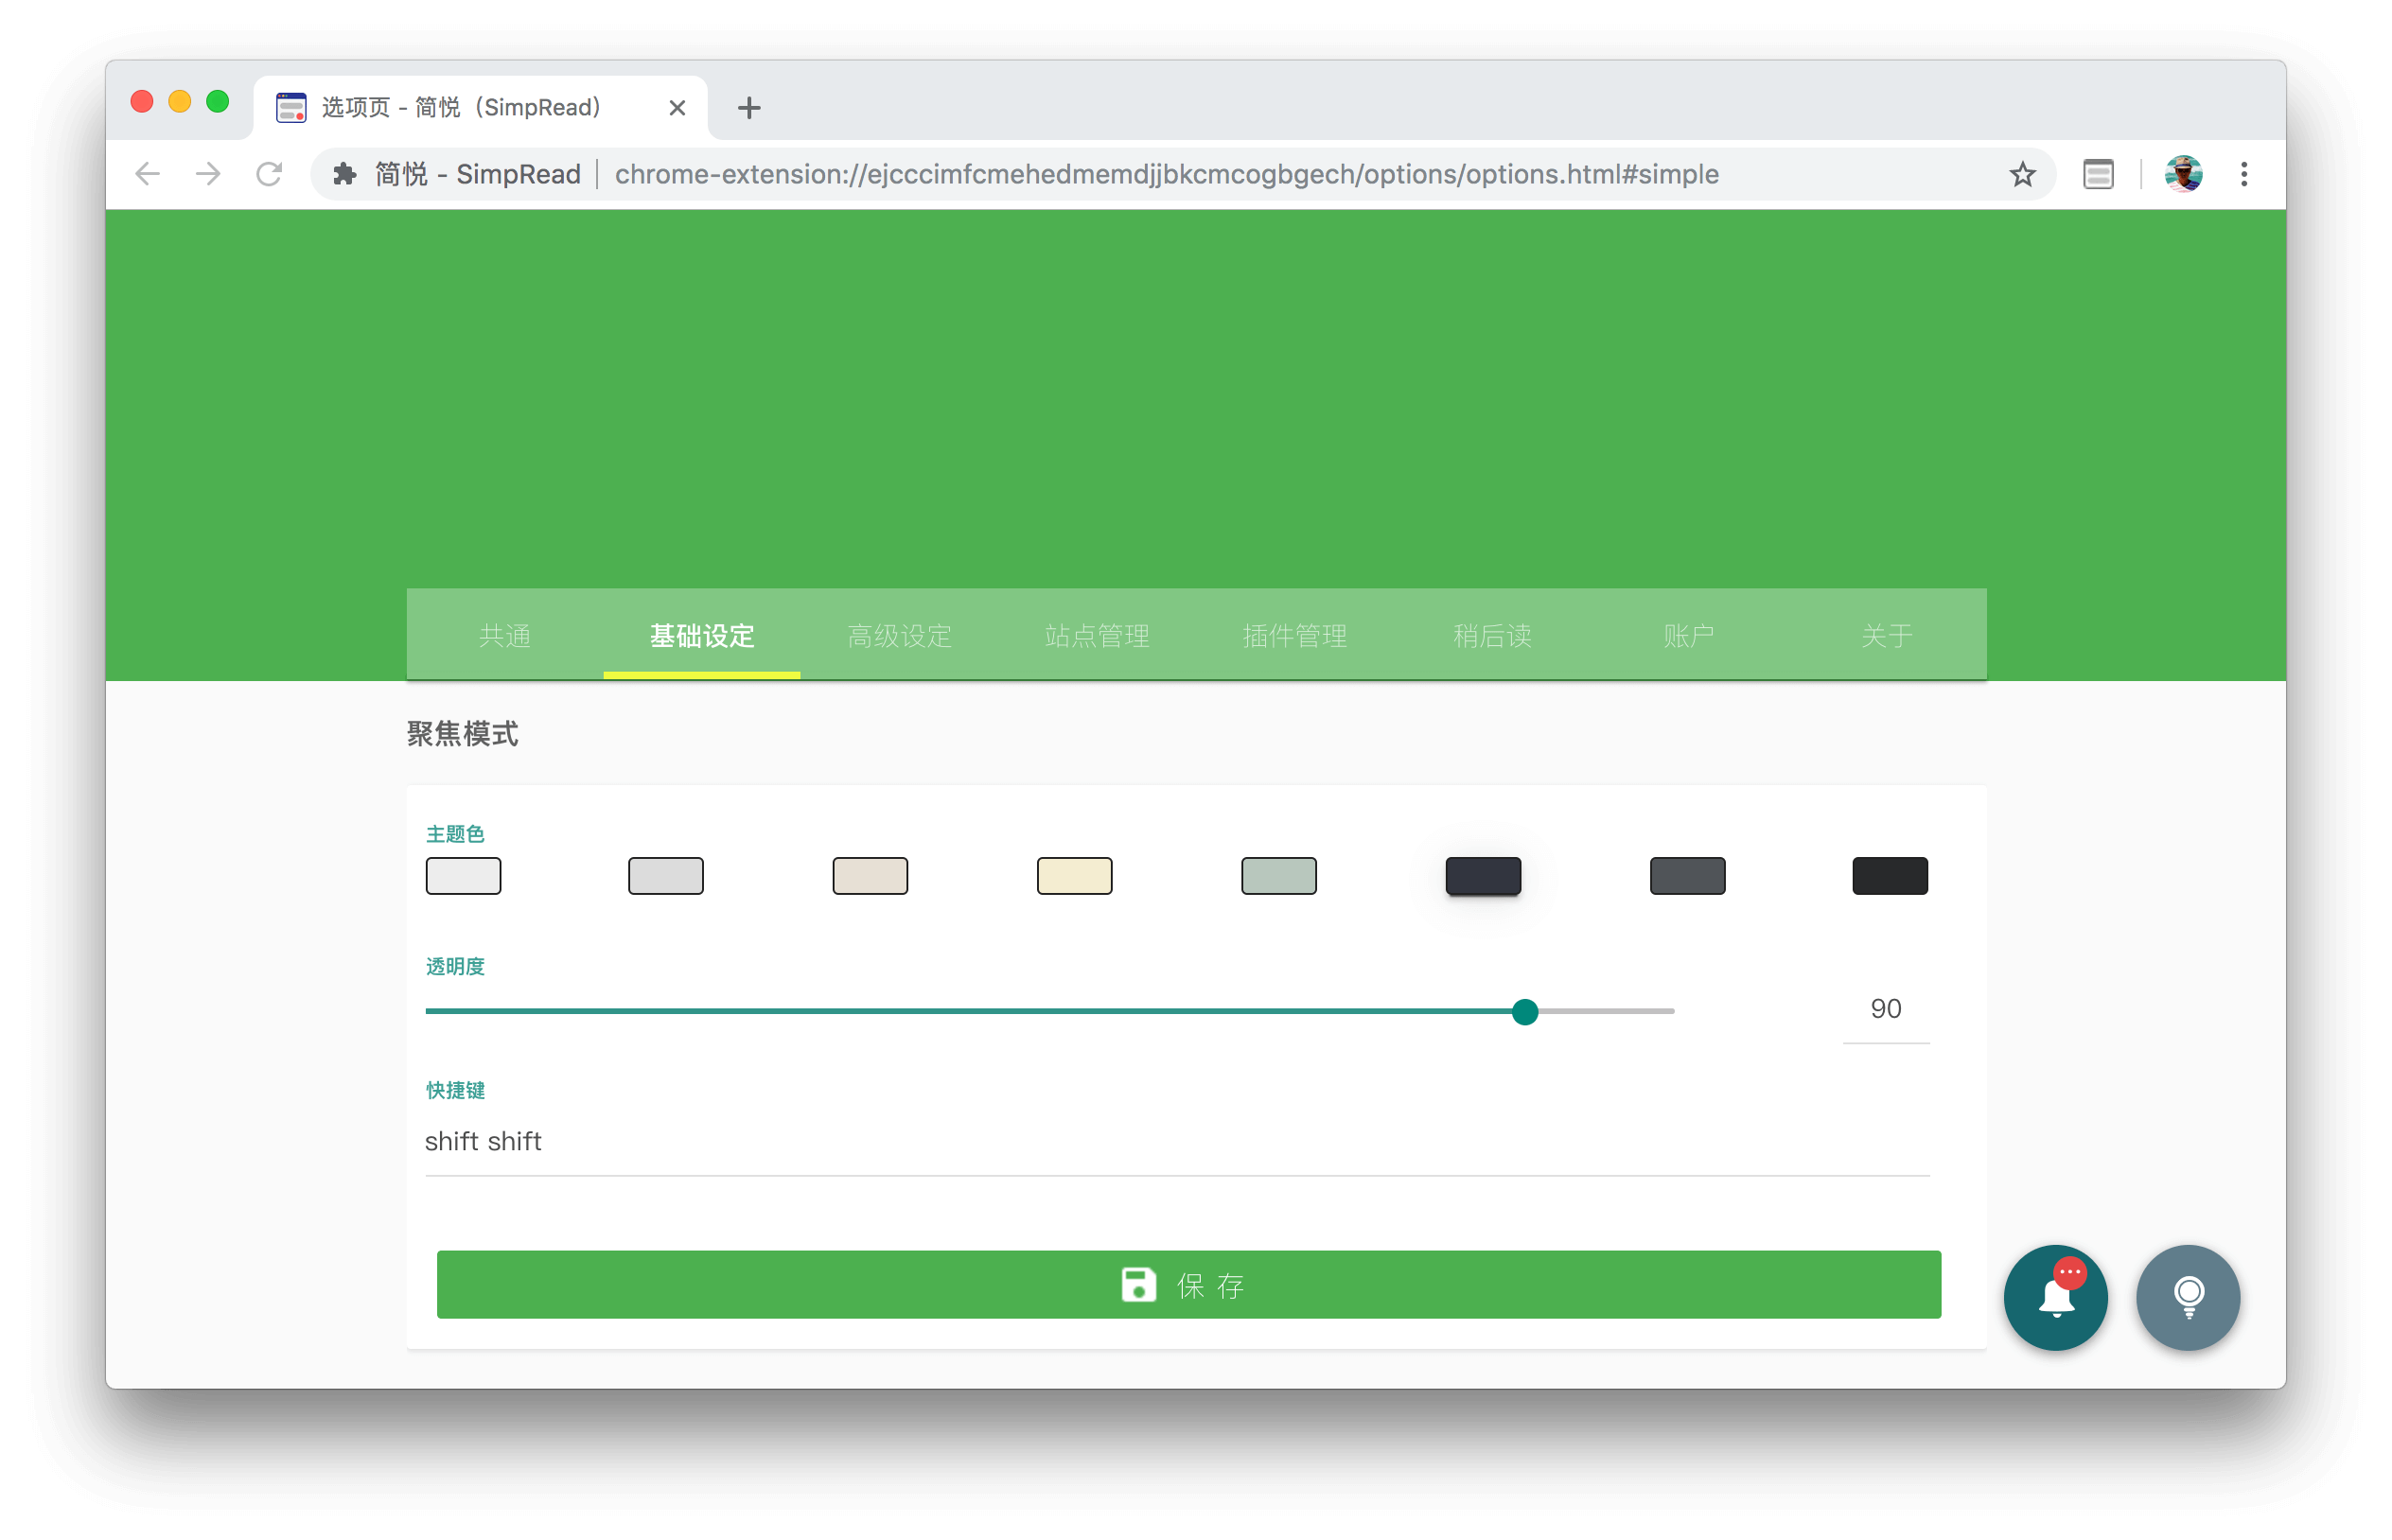 选项页 - 简悦（SimpRead）
简悦 - SimpRead chrome-extension://ejcccimfcmehedmemdjjbkcmcogbgech/options/options.html#simple
共通 基础设定 高级设定 站点管理 插件管理 稍后读 账户 关于
聚焦模式
主题色
透明度
90
快捷键
shift shift
保 存